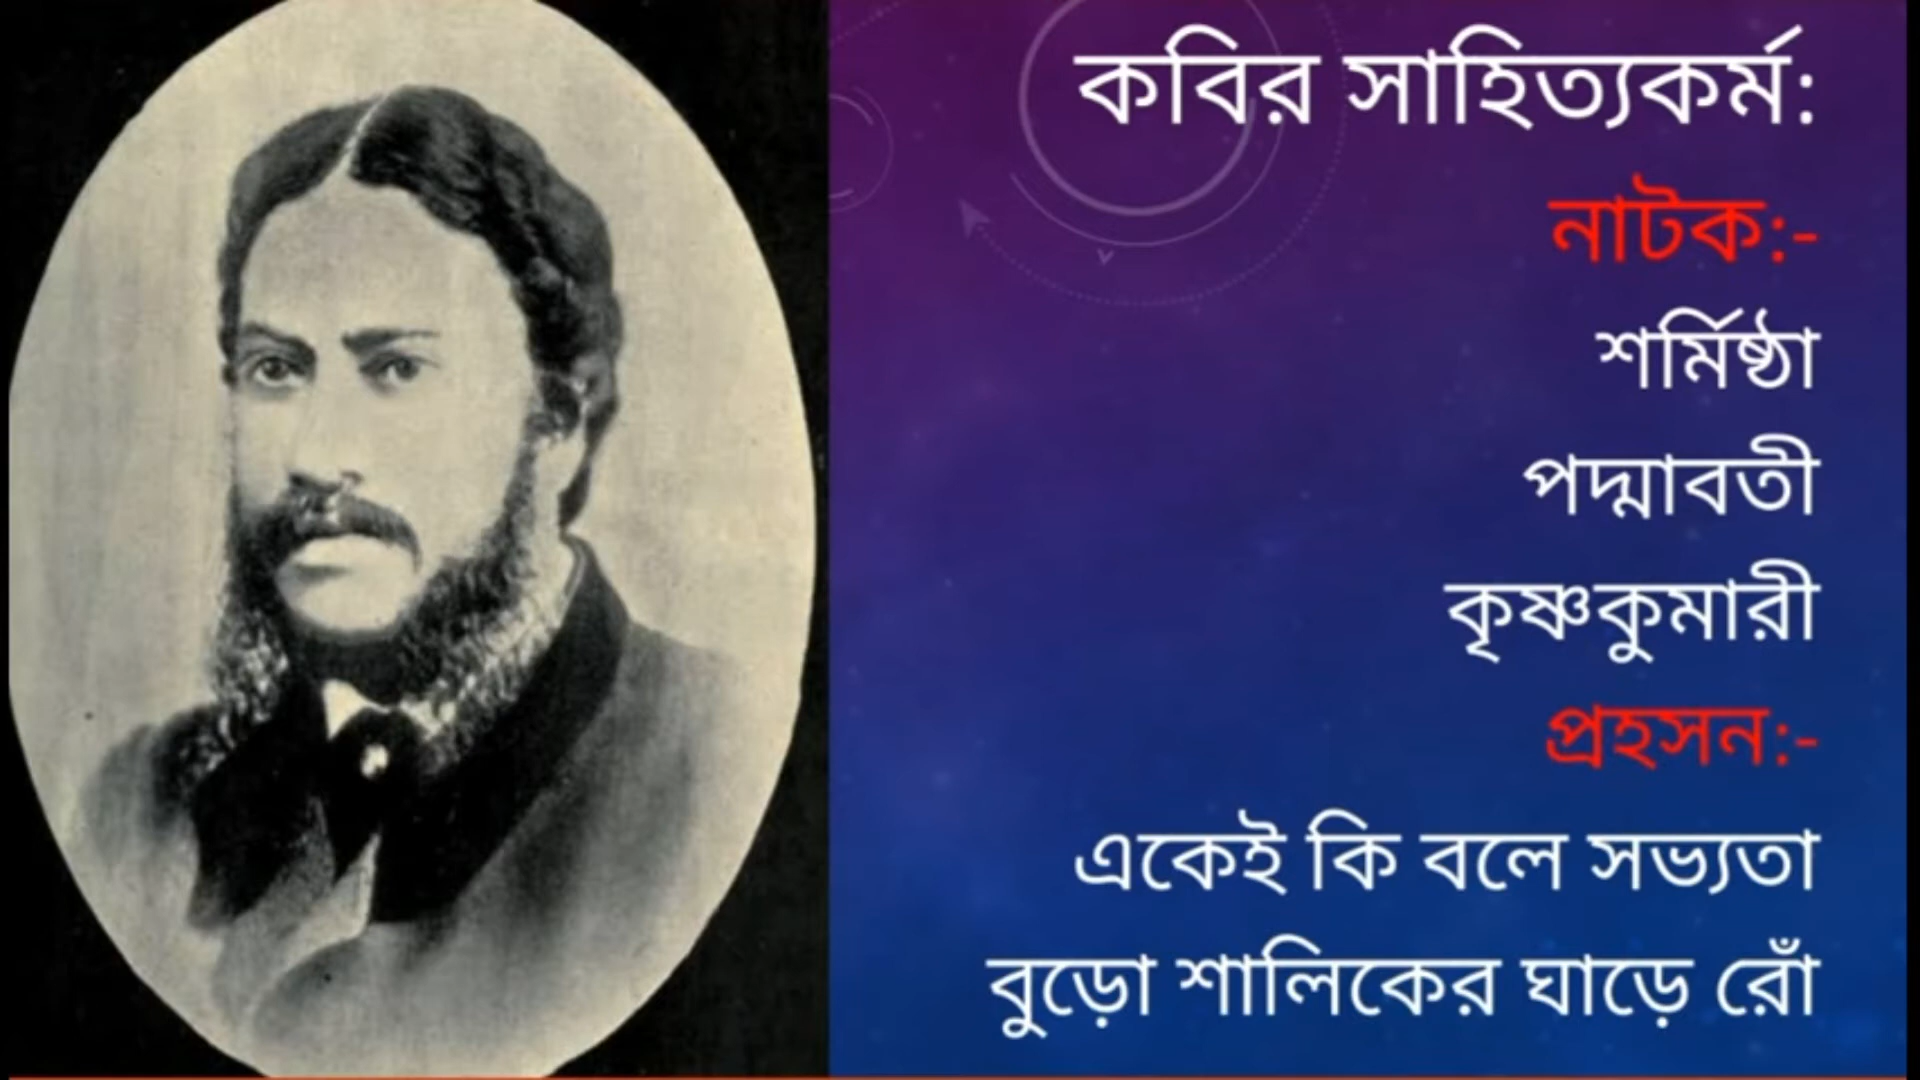 কবির সাহিত্যকর্ম:
নাটক:-
শর্মিষ্ঠা
পদ্মাবতী
কৃষ্ণকুমারী
প্রহসন:-
একেই কি বলে সভ্যতা
বুড়ো শালিকের ঘাড়ে রোঁ